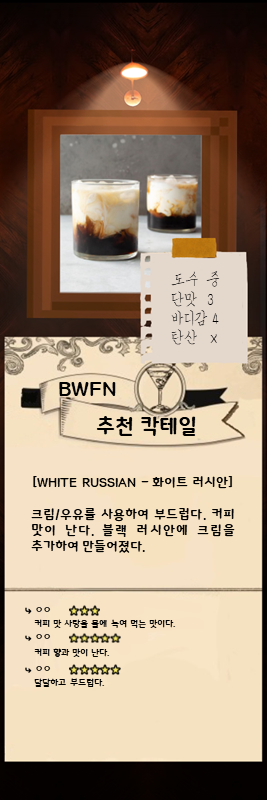 도수 중
단맛 3
바디감 4
탄산 x
BWFN
추천 칵테일
[WHITE RUSSIAN - 화이트 러시안]
크림/우유를 사용하여 부드럽다. 커피
맛이 난다. 블랙 러시안에 크림을
추가하여 만들어졌다.
↳ ㅇㅇ ★★★
커피 맛 사탕을 물에 녹여 먹는 맛이다.
↳ ㅇㅇ ★★★★★
커피 향과 맛이 난다.
↳ ㅇㅇ ★★★★★
달달하고 부드럽다.